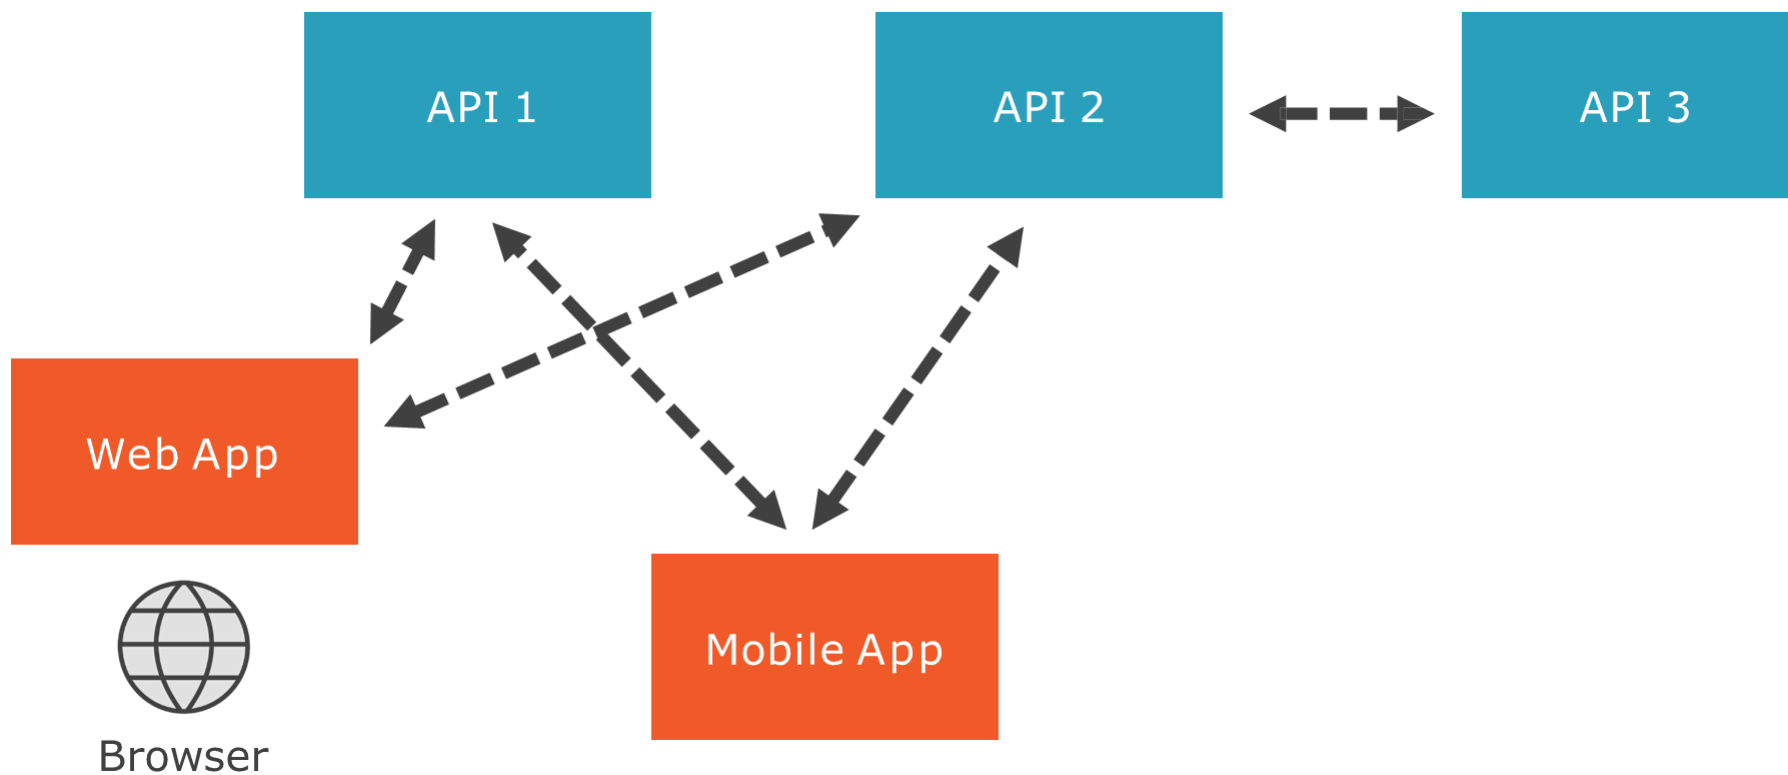 API 1
API 2
API 3
Web App
Mobile App
Browser